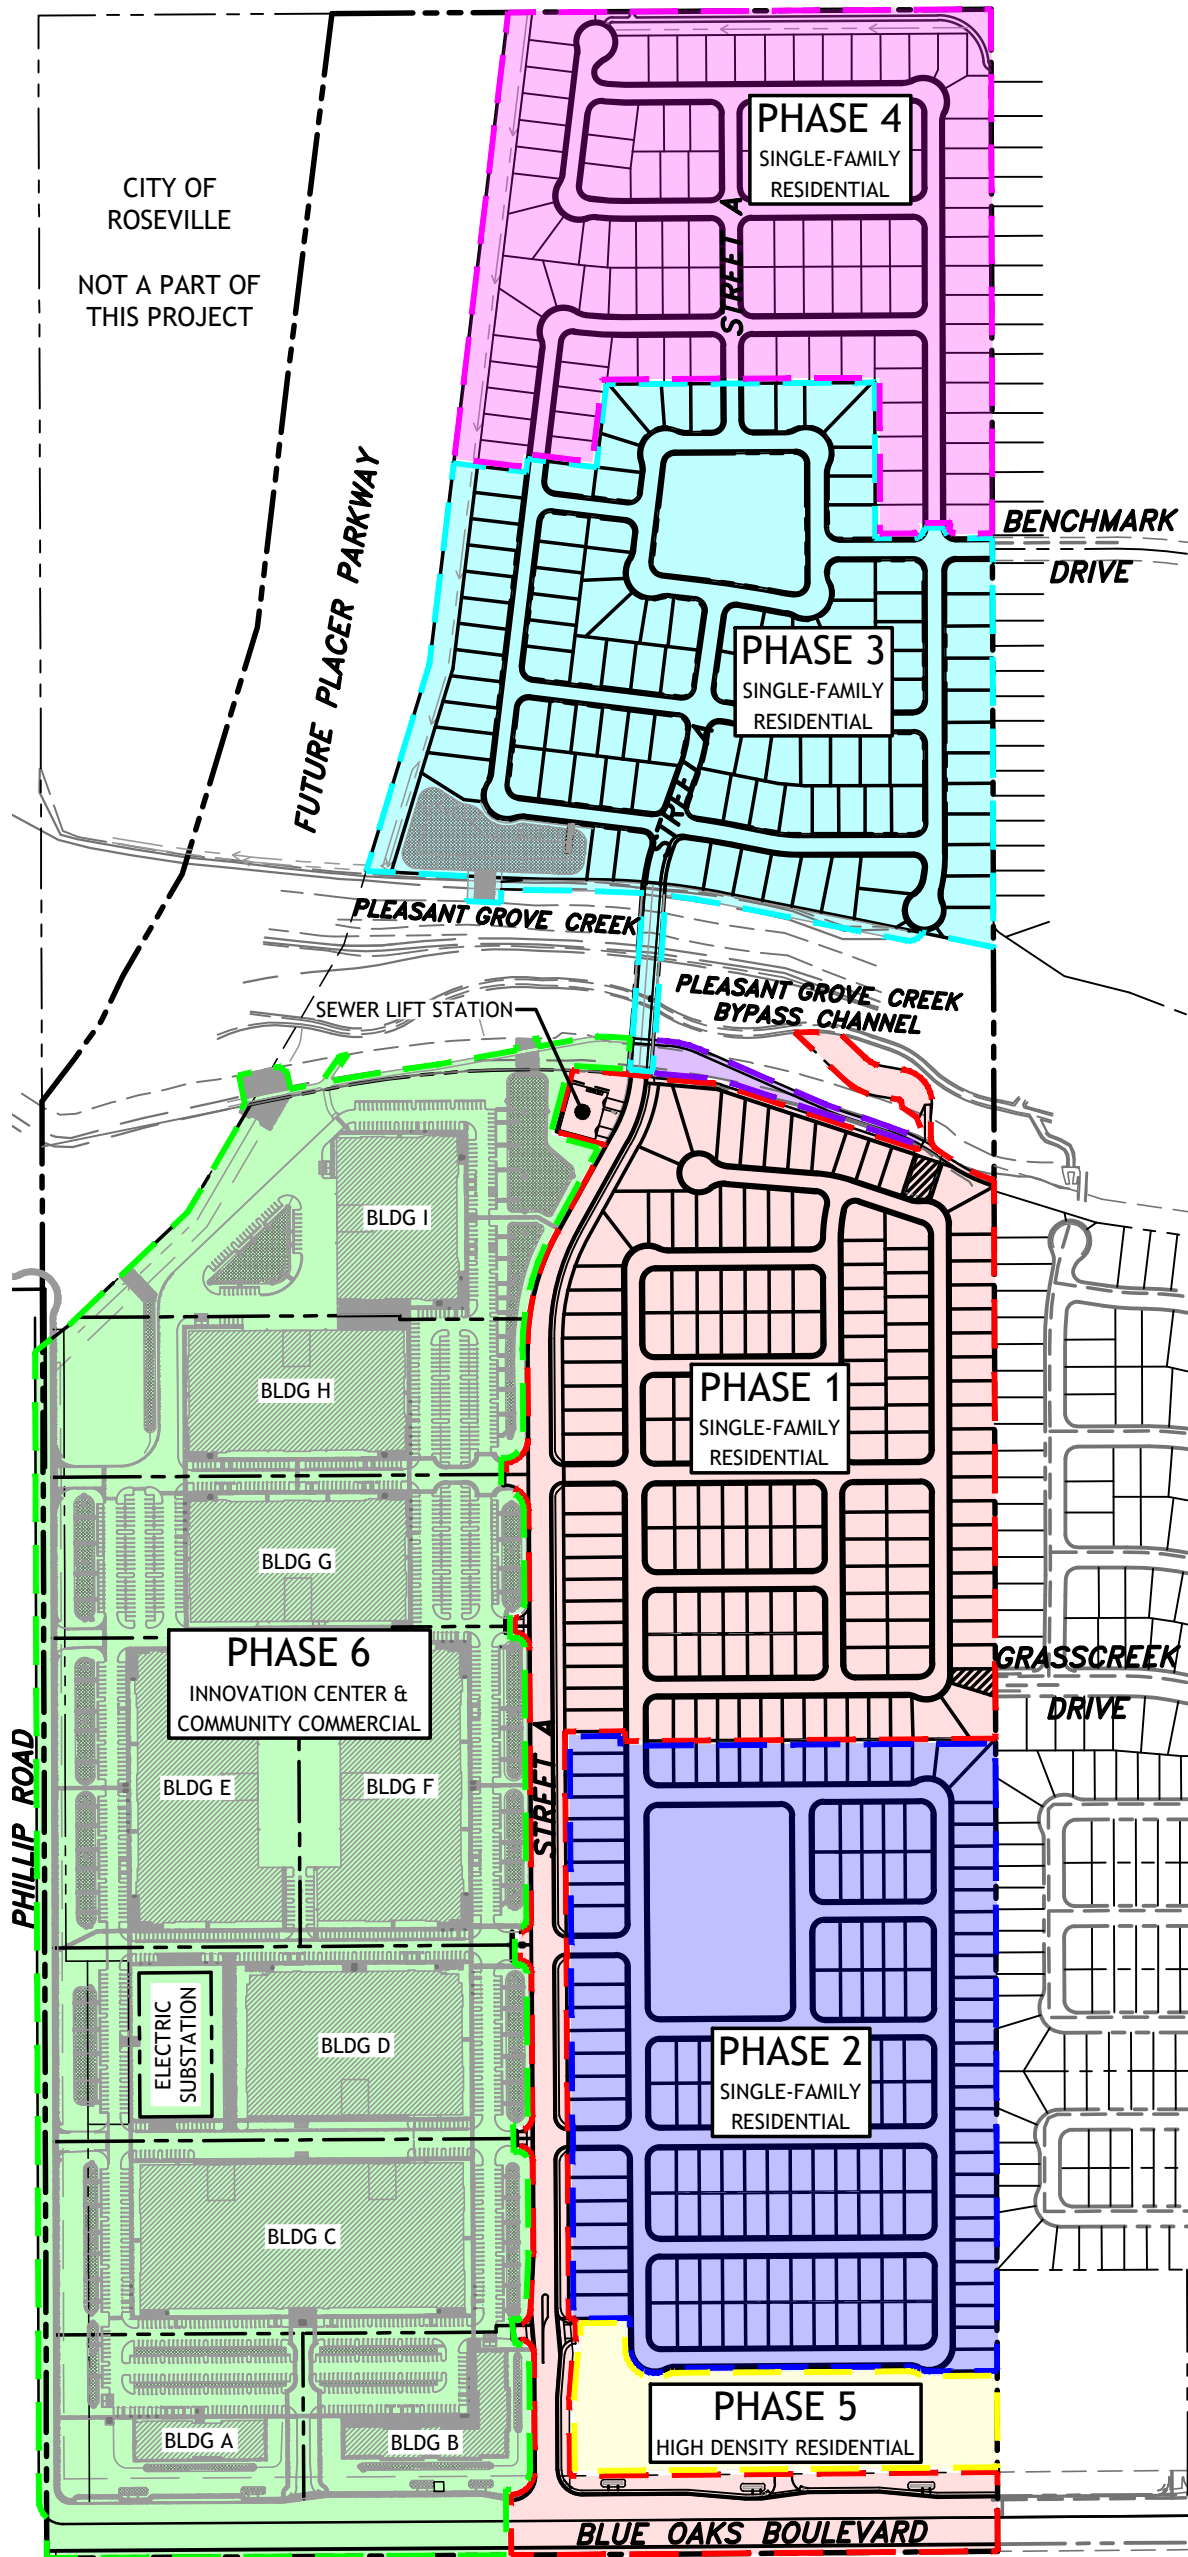 PHASE 4
SINGLE-FAMILY
RESIDENTIAL
CITY OF
ROSEVILLE
NOT A PART OF
THIS PROJECT
STREET A
FUTURE PLACER PARKWAY
BENCHMARK
DRIVE
PHASE 3
SINGLE-FAMILY
RESIDENTIAL
STREET A
PLEASANT GROVE CREEK
PLEASANT GROVE CREEK
BYPASS CHANNEL
SEWER LIFT STATION
BLDG I
BLDG H
PHASE 1
SINGLE-FAMILY
RESIDENTIAL
BLDG G
PHASE 6
INNOVATION CENTER &
COMMUNITY COMMERCIAL
GRASSCREEK
DRIVE
PHILLIP ROAD
STREET A
BLDG E
BLDG F
ELECTRIC
SUBSTATION
BLDG D
PHASE 2
SINGLE-FAMILY
RESIDENTIAL
BLDG C
PHASE 5
HIGH DENSITY RESIDENTIAL
BLDG A
BLDG B
BLUE OAKS BOULEVARD